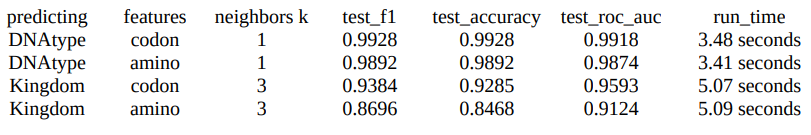 predicting features neighbors k test_f1 test_accuracy test_roc_auc run_time
DNAtype codon 1 0.9928 0.9928 0.9918 3.48 seconds
DNAtype amino 1 0.9892 0.9892 0.9874 3.41 seconds
Kingdom codon 3 0.9384 0.9285 0.9593 5.07 seconds
Kingdom amino 3 0.8696 0.8468 0.9124 5.09 seconds